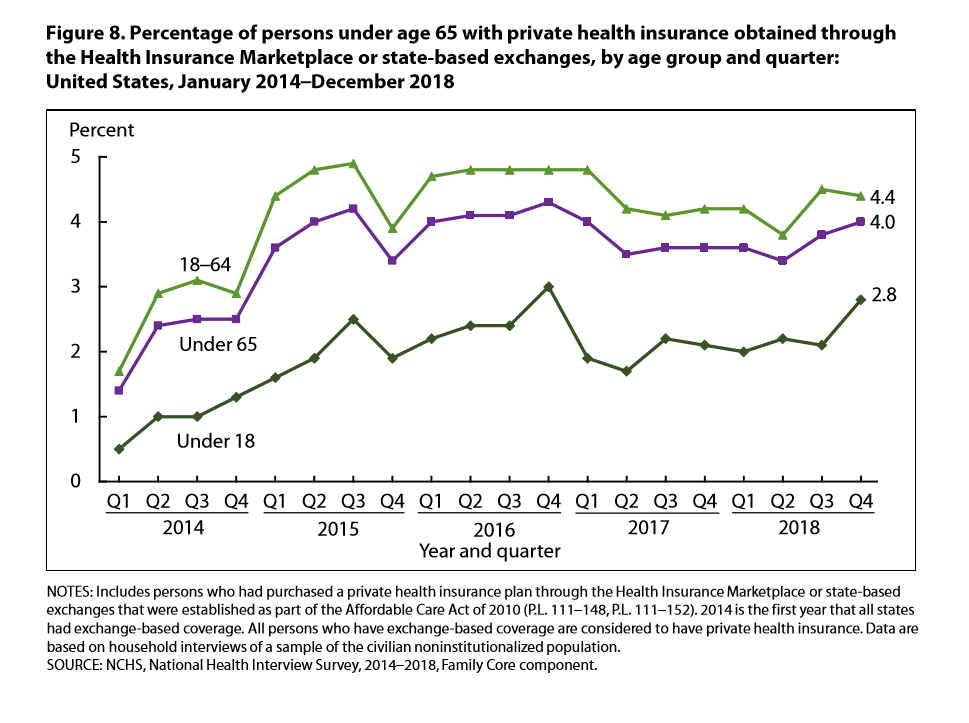 Figure 8. Percentage of persons under age 65 with private health insurance obtained through
the Health Insurance Marketplace or state-based exchanges, by age group and quarter:
United States, January 2014–December 2018
Percent
5
4
3
2
1
0
18–64
Under 65
Under 18
4.4
4.0
2.8
Q1 Q2 Q3 Q4 Q1 Q2 Q3 Q4 Q1 Q2 Q3 Q4 Q1 Q2 Q3 Q4 Q1 Q2 Q3 Q4
2014 2015 2016 2017 2018
Year and quarter
NOTES: Includes persons who had purchased a private health insurance plan through the Health Insurance Marketplace or state-based
exchanges that were established as part of the Affordable Care Act of 2010 (P.L. 111–148, P.L. 111–152). 2014 is the first year that all states
had exchange-based coverage. All persons who have exchange-based coverage are considered to have private health insurance. Data are
based on household interviews of a sample of the civilian noninstitutionalized population.
SOURCE: NCHS, National Health Interview Survey, 2014–2018, Family Core component.